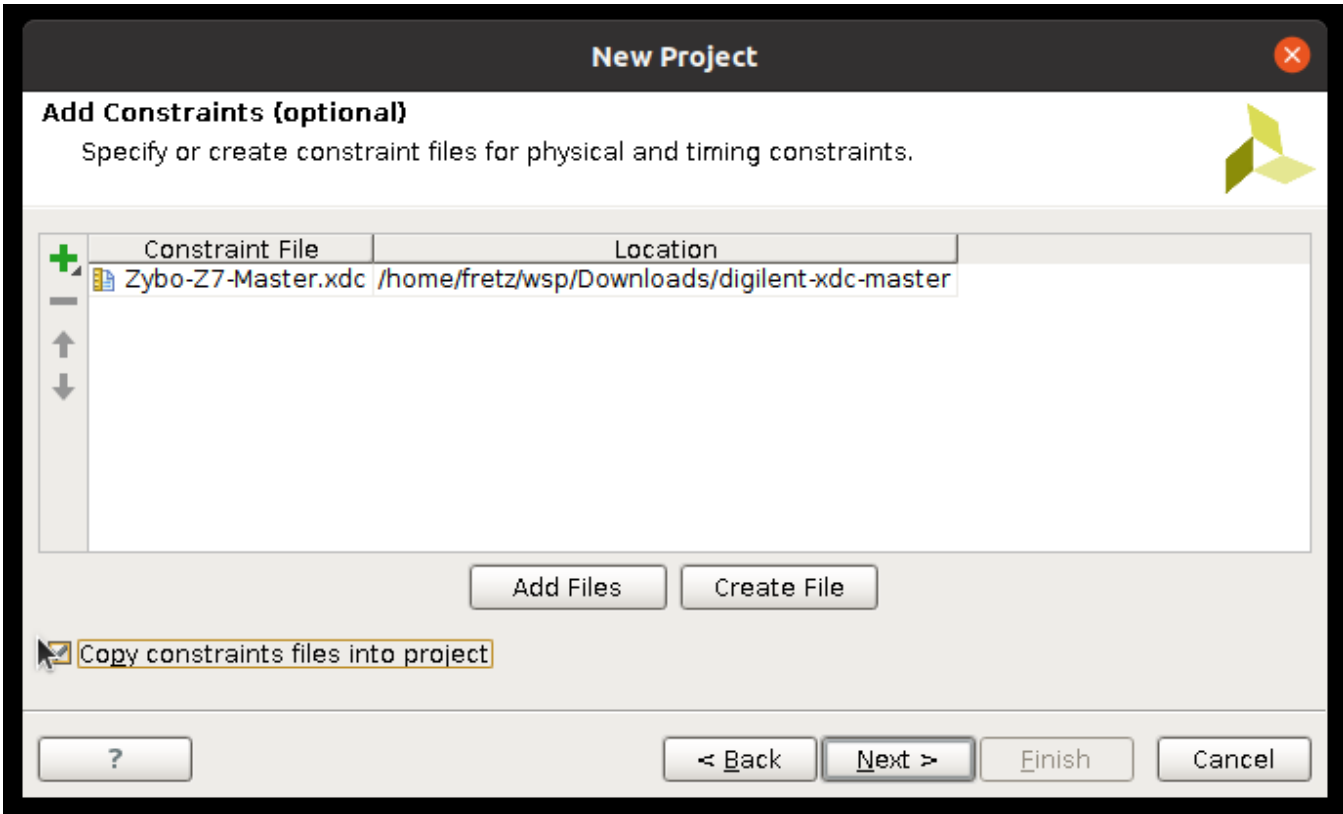 New Project
Add Constraints (optional)
Specify or create constraint files for physical and timing constraints.
Constraint File Location
Zybo-Z7-Master.xdc /home/fretz/wsp/Downloads/digilent-xdc-master
Add Files Create File
Copy constraints files into project
? < Back Next > Finish Cancel